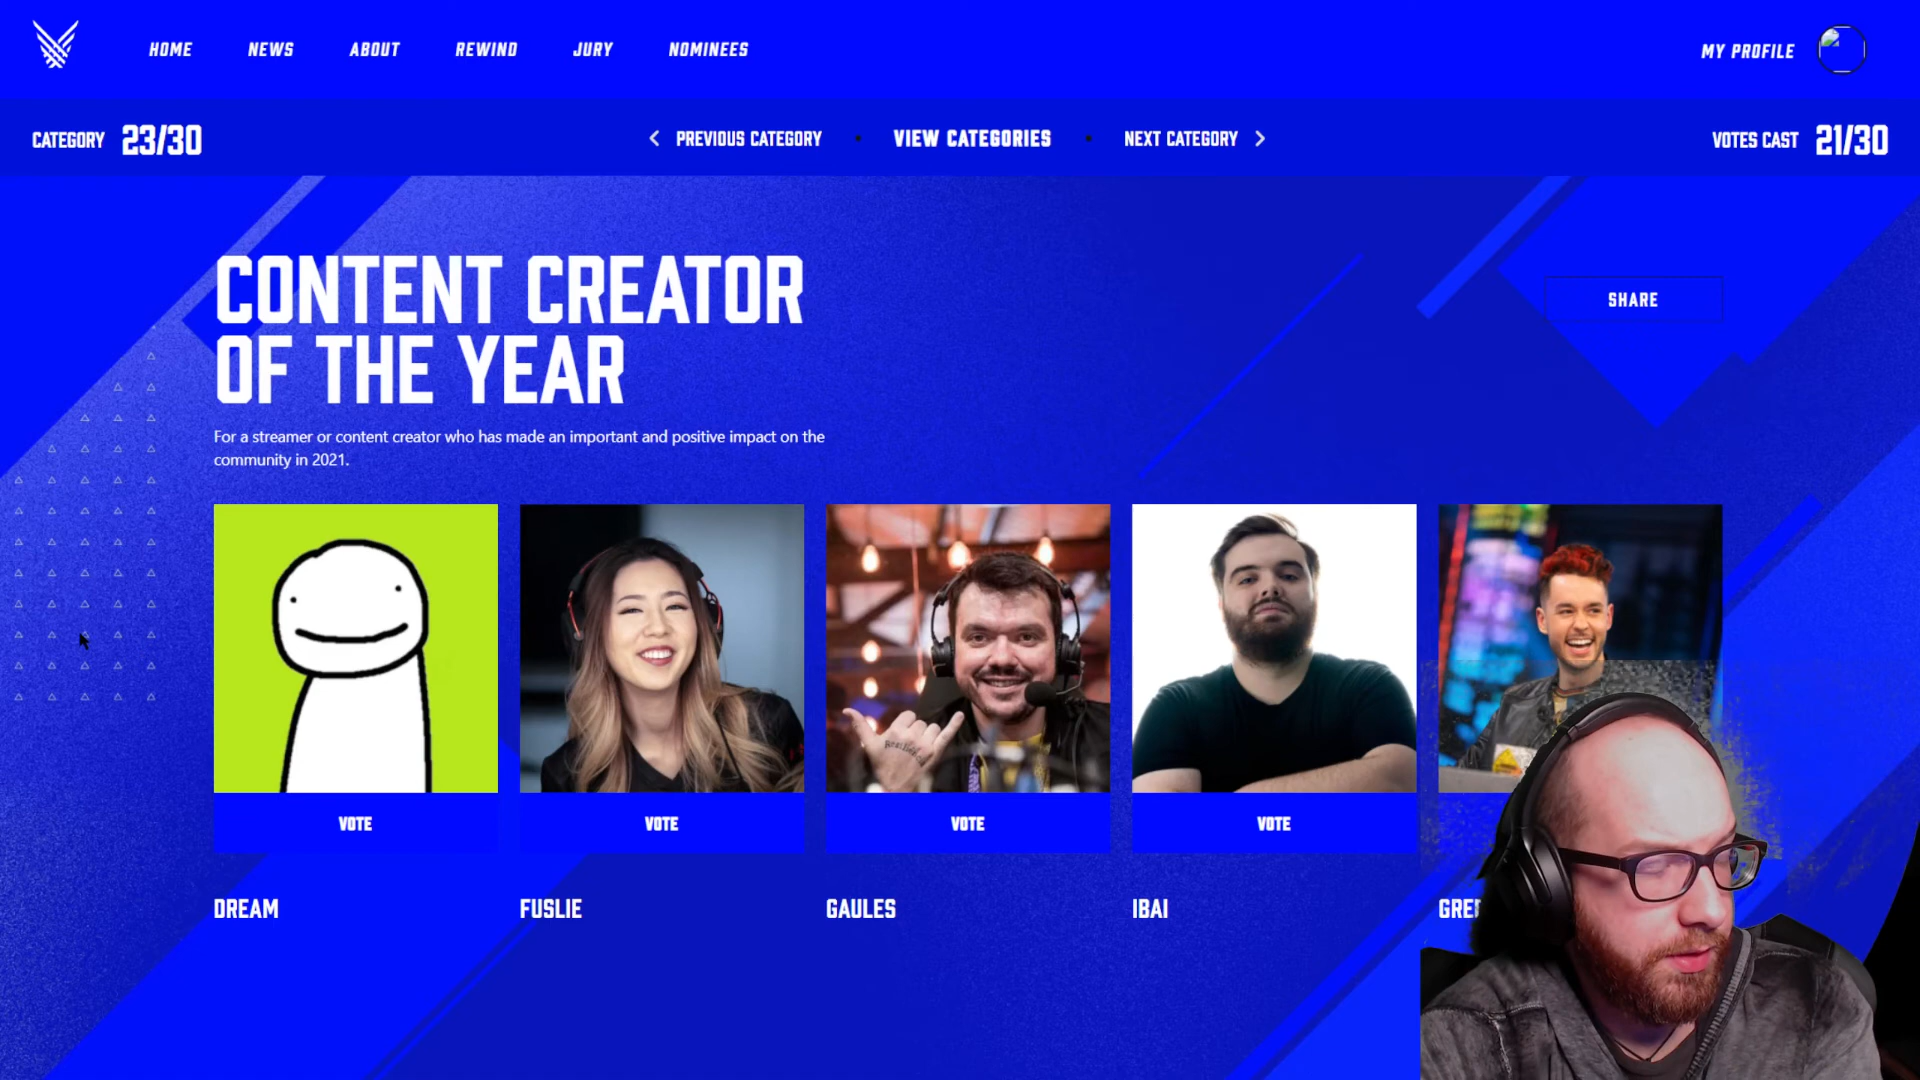 HOME
NEWS
ABOUT
REWIND
JURY
NOMINEES
MY PROFILE
CATEGORY 23/30
PREVIOUS CATEGORY
VIEW CATEGORIES
NEXT CATEGORY
VOTES CAST 21/30
CONTENT CREATOR
OF THE YEAR
SHARE
For a streamer or content creator who has made an important and positive impact on the
community in 2021.
VOTE
VOTE
VOTE
VOTE
DREAM
FUSLIE
GAULES
IBAI